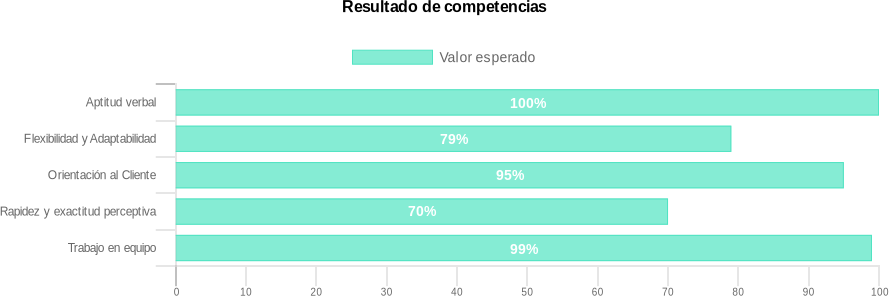 Resultado de competencias
Valor esperado
Aptitud verbal 100%
Flexibilidad y Adaptabilidad 79%
Orientación al Cliente 95%
Rapidez y exactitud perceptiva 70%
Trabajo en equipo 99%
0 10 20 30 40 50 60 70 80 90 100